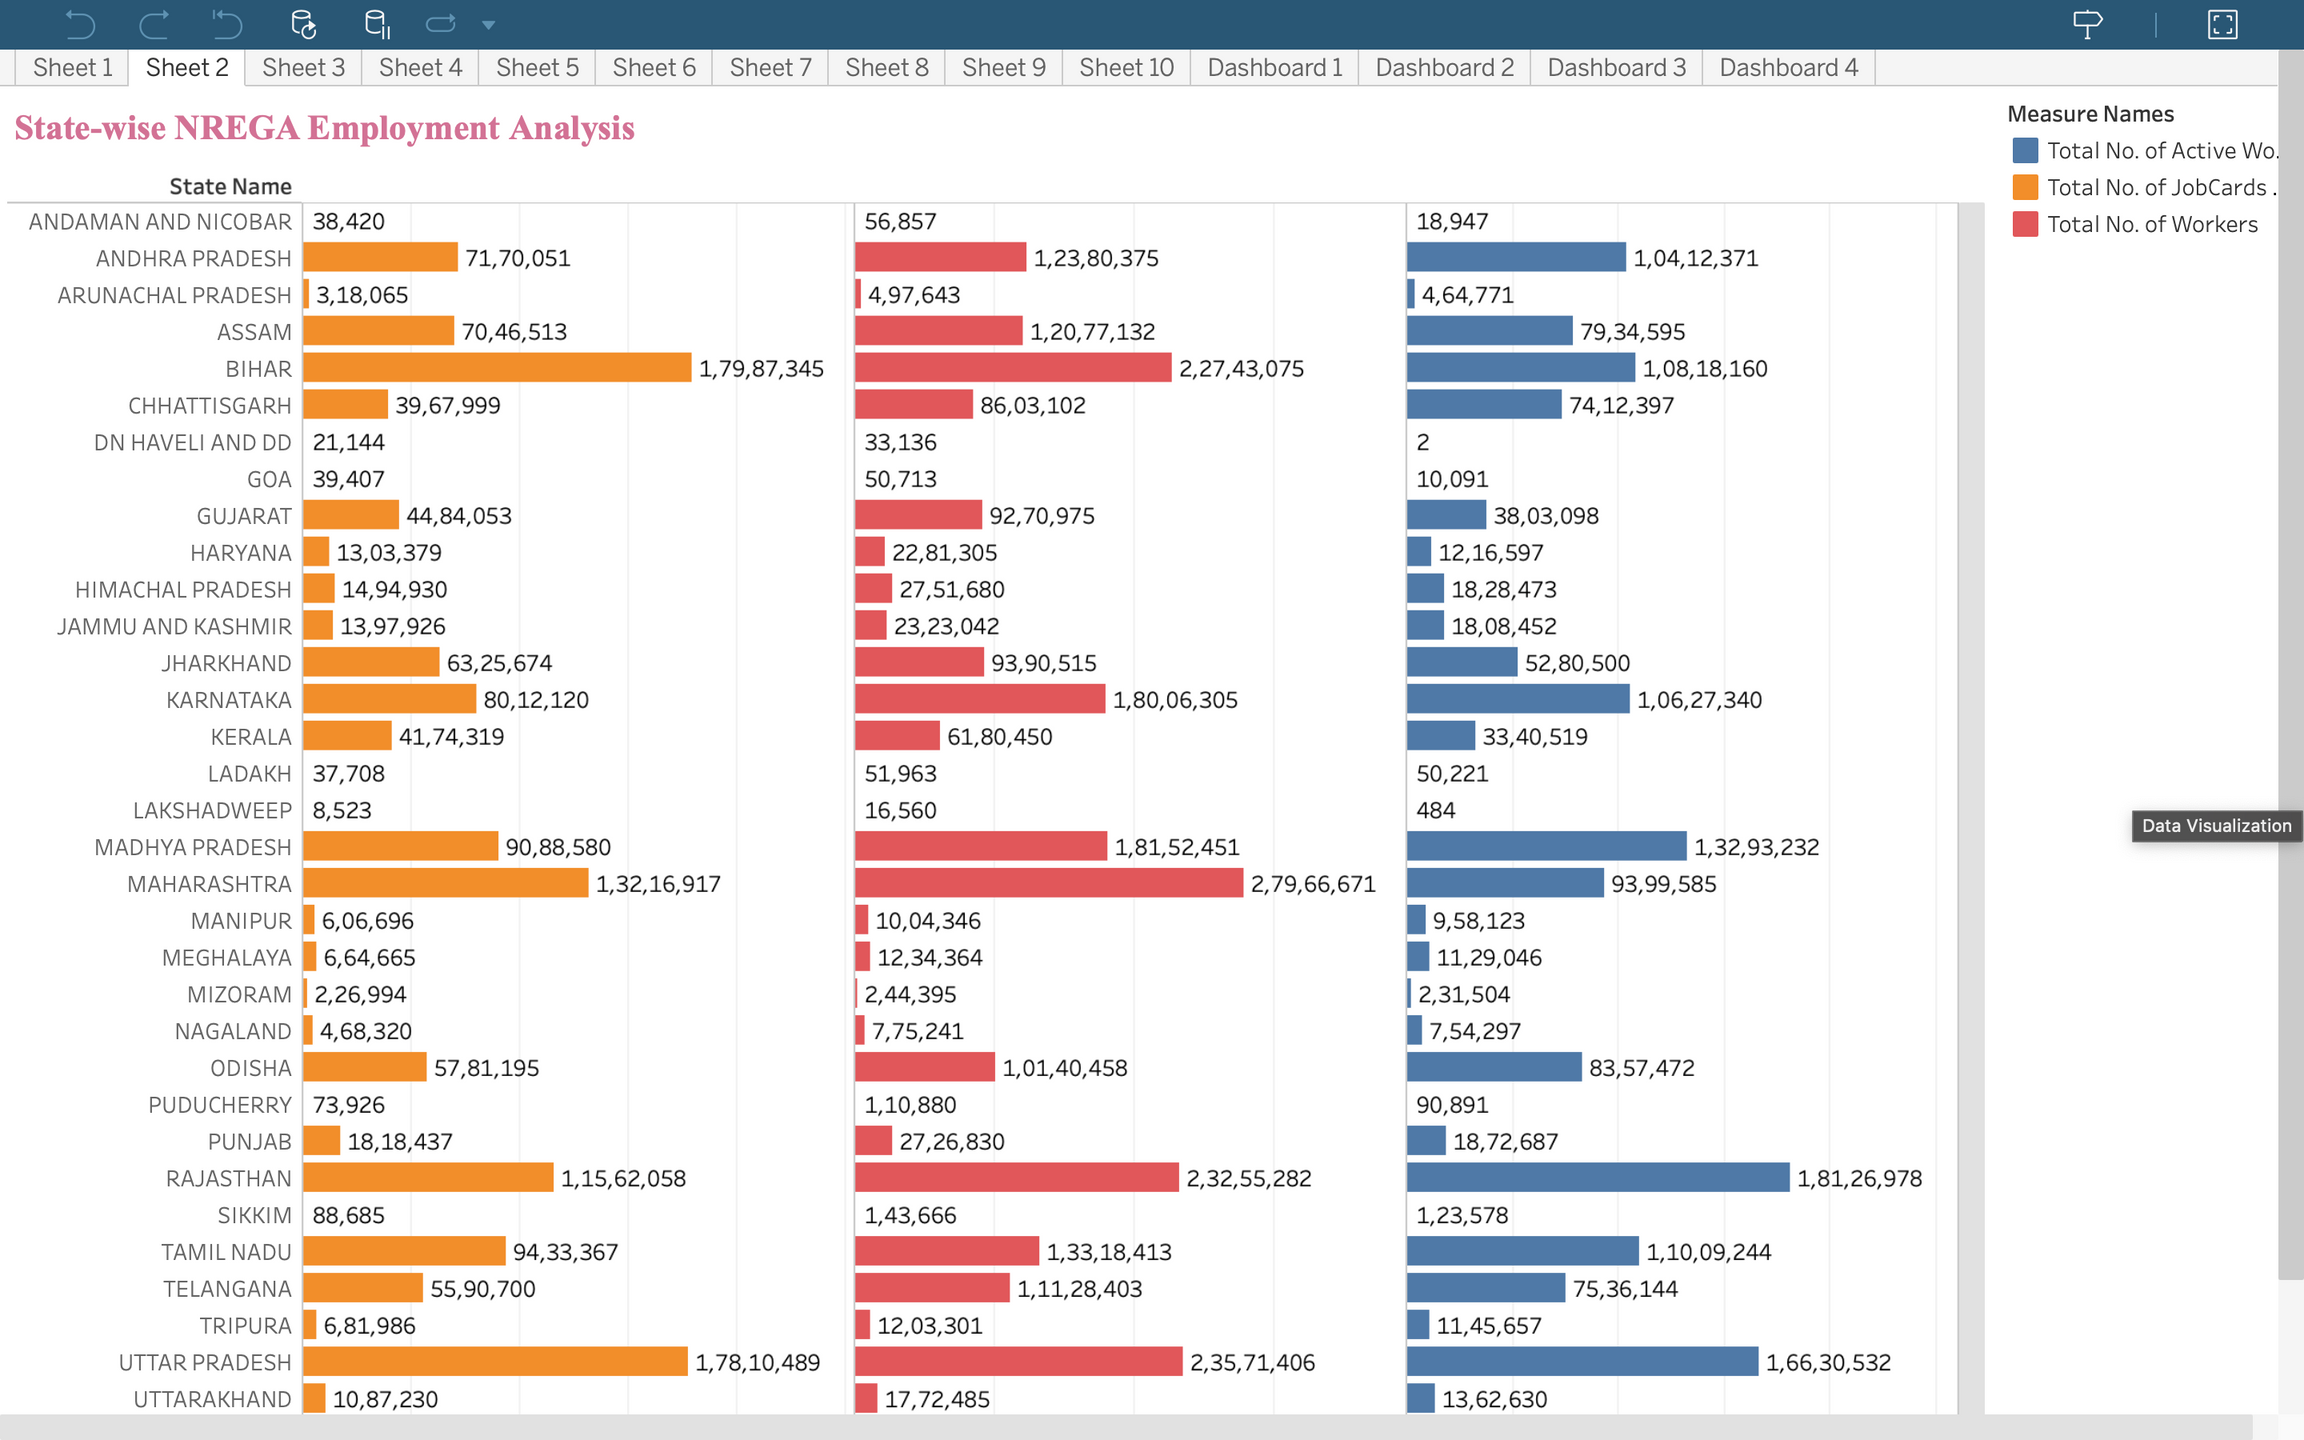 Sheet 1 Sheet 2 Sheet 3 Sheet 4 Sheet 5 Sheet 6 Sheet 7 Sheet 8 Sheet 9 Sheet 10 Dashboard 1 Dashboard 2 Dashboard 3 Dashboard 4
State-wise NREGA Employment Analysis
State Name
ANDAMAN AND NICOBAR 38,420 56,857 18,947
ANDHRA PRADESH 71,70,051 1,23,80,375 1,04,12,371
ARUNACHAL PRADESH 3,18,065 4,97,643 4,64,771
ASSAM 70,46,513 1,20,77,132 79,34,595
BIHAR 1,79,87,345 2,27,43,075 1,08,18,160
CHHATTISGARH 39,67,999 86,03,102 74,12,397
DN HAVELI AND DD 21,144 33,136 2
GOA 39,407 50,713 10,091
GUJARAT 44,84,053 92,70,975 38,03,098
HARYANA 13,03,379 22,81,305 12,16,597
HIMACHAL PRADESH 14,94,930 27,51,680 18,28,473
JAMMU AND KASHMIR 13,97,926 23,23,042 18,08,452
JHARKHAND 63,25,674 93,90,515 52,80,500
KARNATAKA 80,12,120 1,80,06,305 1,06,27,340
KERALA 41,74,319 61,80,450 33,40,519
LADAKH 37,708 51,963 50,221
LAKSHADWEEP 8,523 16,560 484
MADHYA PRADESH 90,88,580 1,81,52,451 1,32,93,232
MAHARASHTRA 1,32,16,917 2,79,66,671 93,99,585
MANIPUR 6,06,696 10,04,346 9,58,123
MEGHALAYA 6,64,665 12,34,364 11,29,046
MIZORAM 2,26,994 2,44,395 2,31,504
NAGALAND 4,68,320 7,75,241 7,54,297
ODISHA 57,81,195 1,01,40,458 83,57,472
PUDUCHERRY 73,926 1,10,880 90,891
PUNJAB 18,18,437 27,26,830 18,72,687
RAJASTHAN 1,15,62,058 2,32,55,282 1,81,26,978
SIKKIM 88,685 1,43,666 1,23,578
TAMIL NADU 94,33,367 1,33,18,413 1,10,09,244
TELANGANA 55,90,700 1,11,28,403 75,36,144
TRIPURA 6,81,986 12,03,301 11,45,657
UTTAR PRADESH 1,78,10,489 2,35,71,406 1,66,30,532
UTTARAKHAND 10,87,230 17,72,485 13,62,630
Measure Names
Total No. of Active Wo.
Total No. of JobCards .
Total No. of Workers
Data Visualization